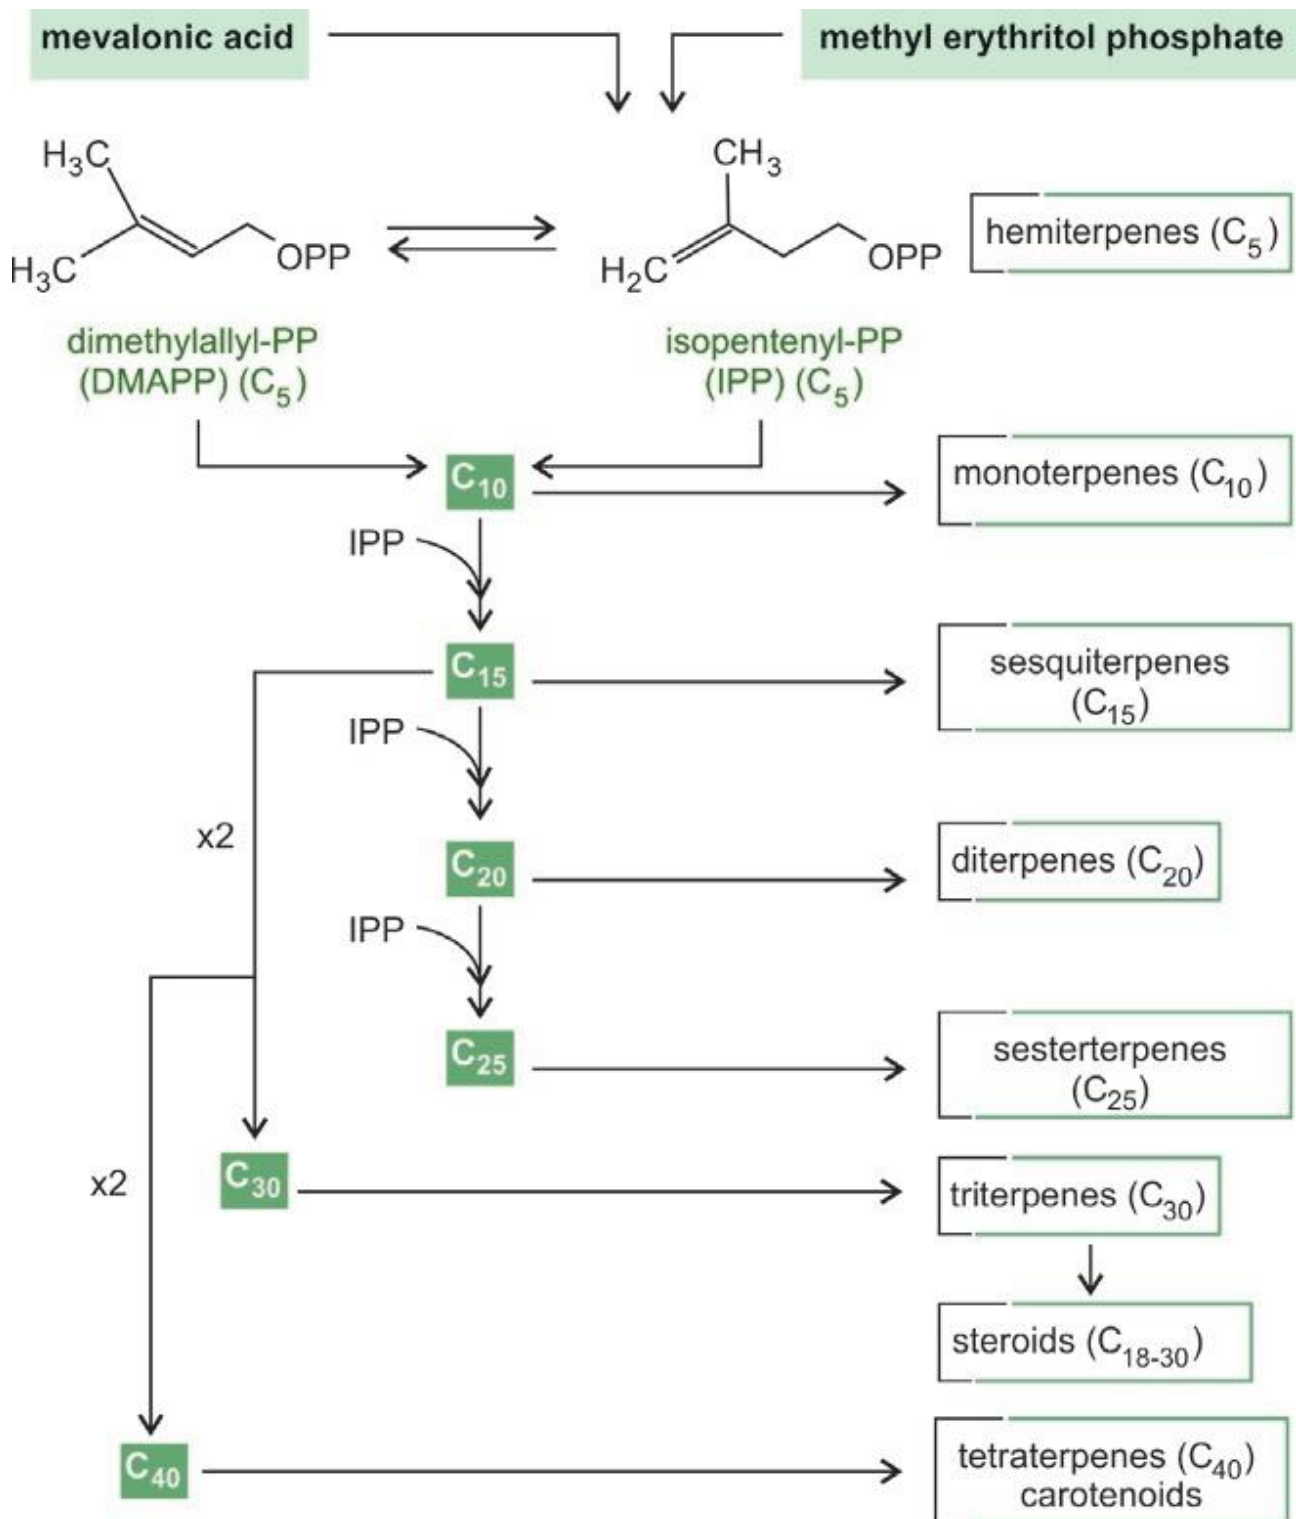 mevalonic acid
methyl erythritol phosphate
H₃C
H₃C
OPP
CH₃
H₂C
OPP
hemiterpenes (C₅)
dimethylallyl-PP
(DMAPP) (C₅)
isopentenyl-PP
(IPP) (C₅)
C₁₀
monoterpenes (C₁₀)
IPP
C₁₅
sesquiterpenes
(C₁₅)
IPP
x2
C₂₀
diterpenes (C₂₀)
IPP
C₂₅
sesterterpenes
(C₂₅)
x2
C₃₀
triterpenes (C₃₀)
steroids (C₁₈₋₃₀)
C₄₀
tetraterpenes (C₄₀)
carotenoids